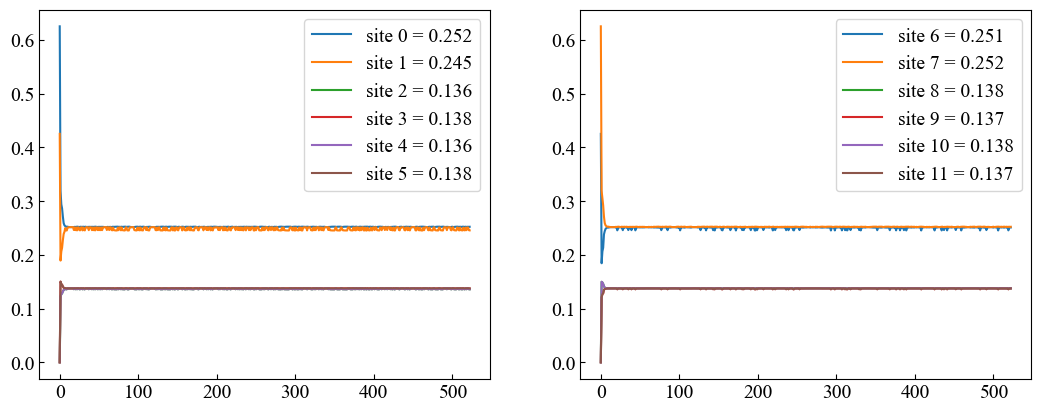 0.6
0.5
0.4
0.3
0.2
0.1
0.0
0 100 200 300 400 500
site 0 = 0.252
site 1 = 0.245
site 2 = 0.136
site 3 = 0.138
site 4 = 0.136
site 5 = 0.138
0.6
0.5
0.4
0.3
0.2
0.1
0.0
0 100 200 300 400 500
site 6 = 0.251
site 7 = 0.252
site 8 = 0.138
site 9 = 0.137
site 10 = 0.138
site 11 = 0.137